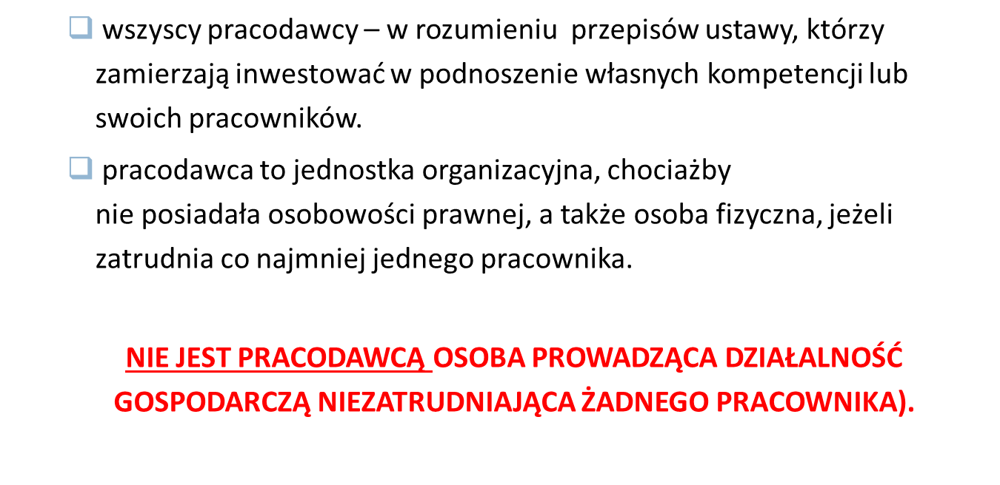 ❑ wszyscy pracodawcy – w rozumieniu przepisów ustawy, którzy
zamierzają inwestować w podnoszenie własnych kompetencji lub
swoich pracowników.
❑ pracodawca to jednostka organizacyjna, chociażby
nie posiadała osobowości prawnej, a także osoba fizyczna, jeżeli
zatrudnia co najmniej jednego pracownika.
NIE JEST PRACODAWCĄ OSOBA PROWADZĄCA DZIAŁALNOŚĆ
GOSPODARCZĄ NIEZATRUDNIAJĄCA ŻADNEGO PRACOWNIKA).